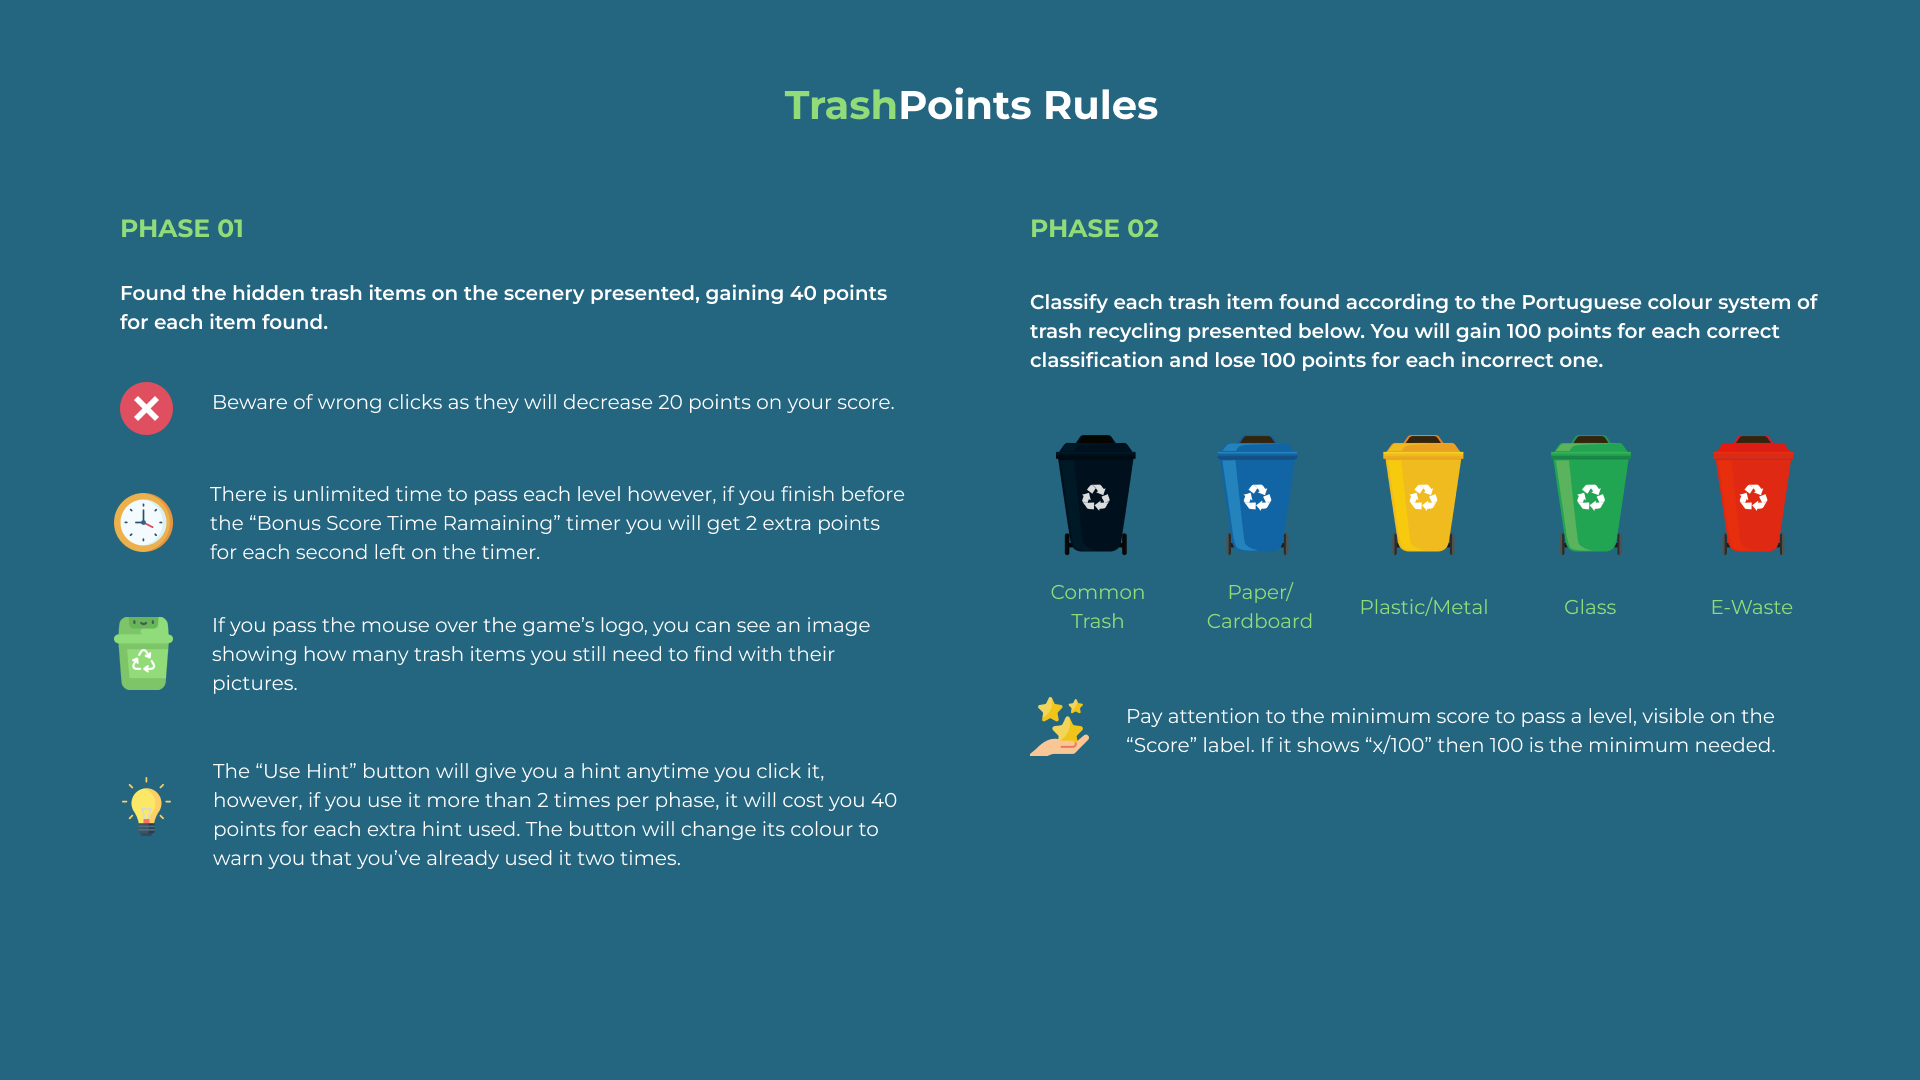 TrashPoints Rules
PHASE 01
Found the hidden trash items on the scenery presented, gaining 40 points
for each item found.
Beware of wrong clicks as they will decrease 20 points on your score.
There is unlimited time to pass each level however, if you finish before
the “Bonus Score Time Ramaining” timer you will get 2 extra points
for each second left on the timer.
If you pass the mouse over the game’s logo, you can see an image
showing how many trash items you still need to find with their
pictures.
The “Use Hint” button will give you a hint anytime you click it,
however, if you use it more than 2 times per phase, it will cost you 40
points for each extra hint used. The button will change its colour to
warn you that you’ve already used it two times.
PHASE 02
Classify each trash item found according to the Portuguese colour system of
trash recycling presented below. You will gain 100 points for each correct
classification and lose 100 points for each incorrect one.
Common
Trash
Paper/
Cardboard
Plastic/Metal
Glass
E-Waste
Pay attention to the minimum score to pass a level, visible on the
“Score” label. If it shows “x/100” then 100 is the minimum needed.